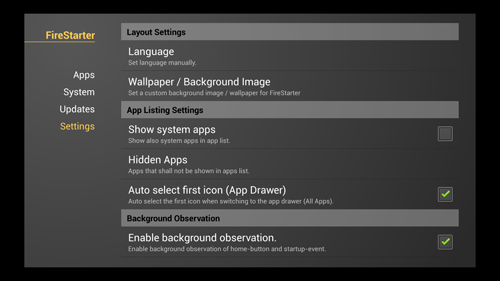 FireStarter
Apps
System
Updates
Settings
Layout Settings
Language
Set language manually.
Wallpaper / Background Image
Set a custom background image / wallpaper for FireStarter
App Listing Settings
Show system apps
Show also system apps in app list.
Hidden Apps
Apps that shall not be shown in apps list.
Auto select first icon (App Drawer)
Auto select the first icon when switching to the app drawer (All Apps).
Background Observation
Enable background observation.
Enable background observation of home-button and startup-event.